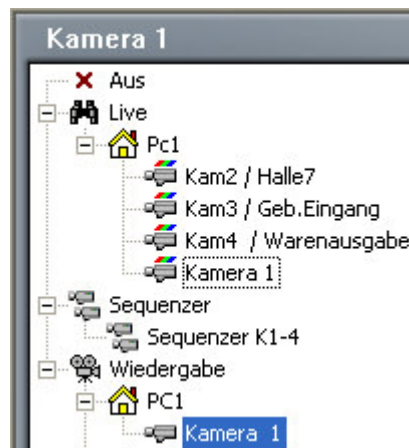 Kamera 1
Aus
Live
Pc1
Kam2 / Halle7
Kam3 / Geb.Eingang
Kam4 / Warenausgabe
Kamera 1
Sequenzer
Sequenzer K1-4
Wiedergabe
PC1
Kamera 1